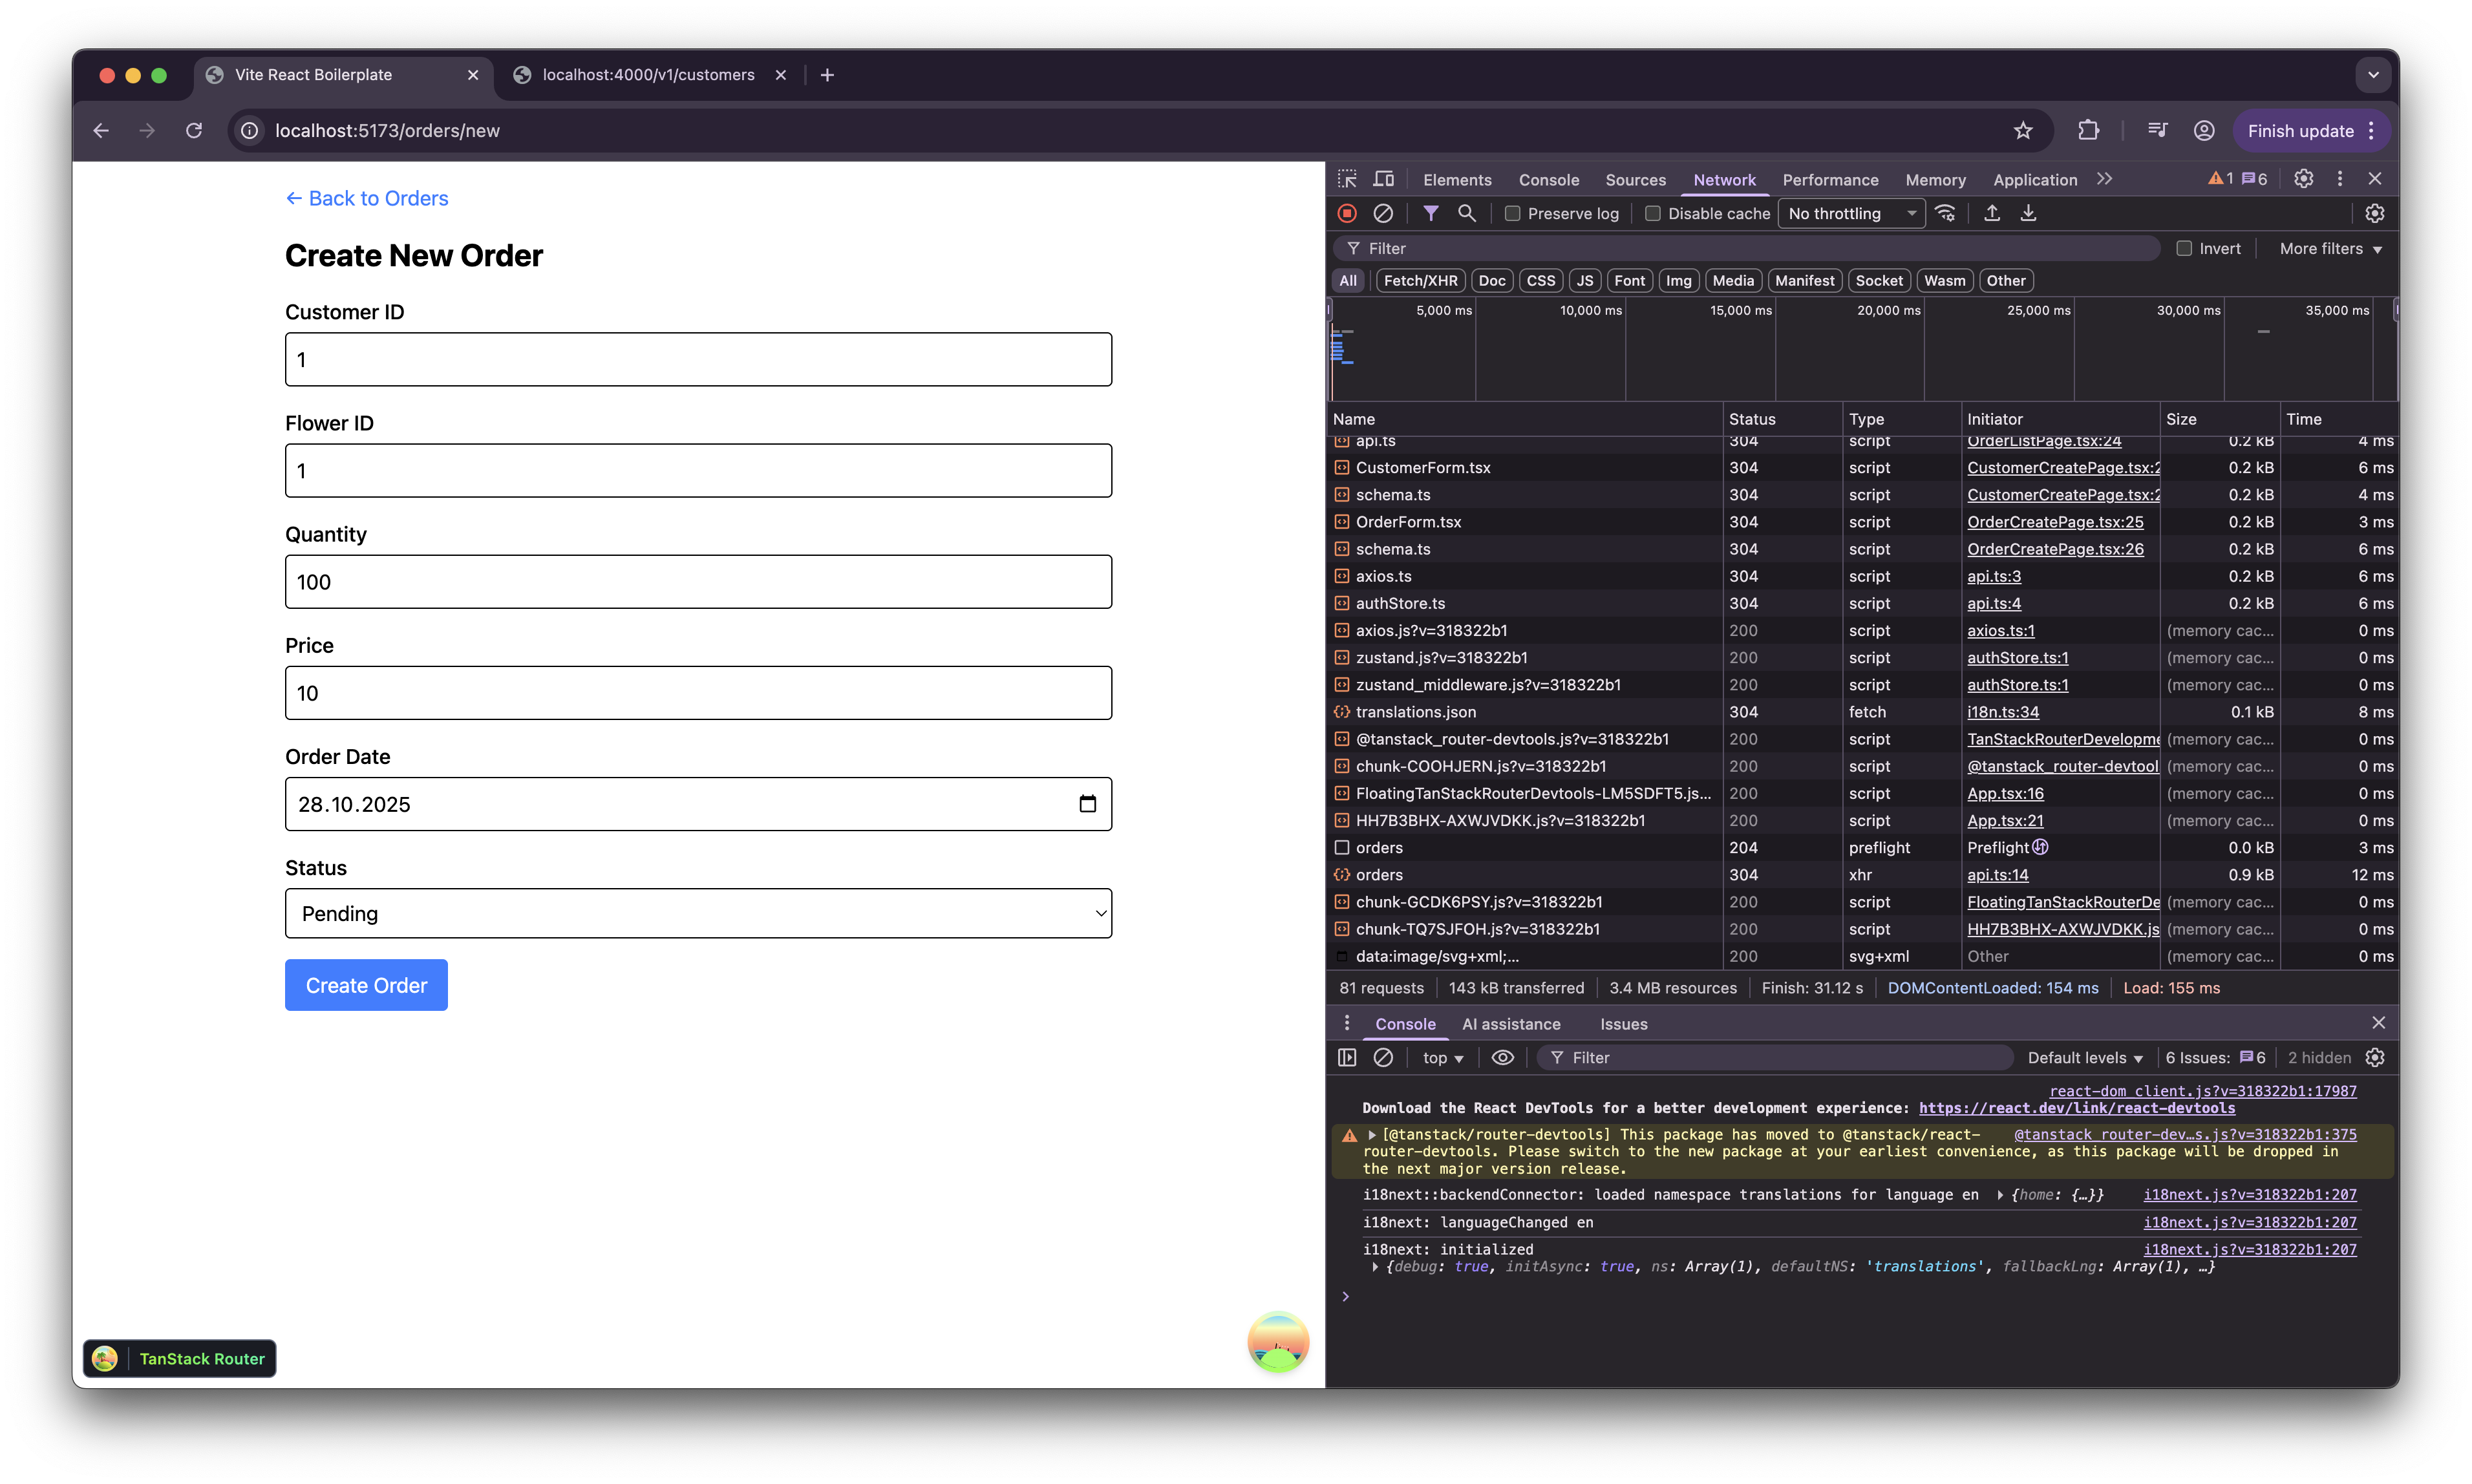 Vite React Boilerplate
localhost:4000/v1/customers
localhost:5173/orders/new
Finish update
← Back to Orders
Create New Order
Customer ID
1
Flower ID
1
Quantity
100
Price
10
Order Date
28.10.2025
Status
Pending
Create Order
TanStack Router
Elements Console Sources Network Performance Memory Application 1 6
Preserve log Disable cache No throttling
Filter Invert More filters
All Fetch/XHR Doc CSS JS Font Img Media Manifest Socket Wasm Other
5,000 ms 10,000 ms 15,000 ms 20,000 ms 25,000 ms 30,000 ms 35,000 ms
Name Status Type Initiator Size Time
api.ts 304 script OrderListPage.tsx:24 0.2 kB 4 ms
CustomerForm.tsx 304 script CustomerCreatePage.tsx:2 0.2 kB 6 ms
schema.ts 304 script CustomerCreatePage.tsx:2 0.2 kB 4 ms
OrderForm.tsx 304 script OrderCreatePage.tsx:25 0.2 kB 3 ms
schema.ts 304 script OrderCreatePage.tsx:26 0.2 kB 6 ms
axios.ts 304 script api.ts:3 0.2 kB 6 ms
authStore.ts 304 script api.ts:4 0.2 kB 6 ms
axios.js?v=318322b1 200 script axios.ts:1 (memory cac... 0 ms
zustand.js?v=318322b1 200 script authStore.ts:1 (memory cac... 0 ms
zustand_middleware.js?v=318322b1 200 script authStore.ts:1 (memory cac... 0 ms
translations.json 304 fetch i18n.ts:34 0.1 kB 8 ms
@tanstack_router-devtools.js?v=318322b1 200 script TanStackRouterDevelopme (memory cac... 0 ms
chunk-COOHJERN.js?v=318322b1 200 script @tanstack_router-devtool (memory cac... 0 ms
FloatingTanStackRouterDevtools-LM5SDFT5.js... 200 script App.tsx:16 (memory cac... 0 ms
HH7B3BHX-AXWJVDKK.js?v=318322b1 200 script App.tsx:21 (memory cac... 0 ms
orders 204 preflight Preflight 0.0 kB 3 ms
orders 304 xhr api.ts:14 0.9 kB 12 ms
chunk-GCDK6PSY.js?v=318322b1 200 script FloatingTanStackRouterDe (memory cac... 0 ms
chunk-TQ7SJFOH.js?v=318322b1 200 script HH7B3BHX-AXWJVDKK.js (memory cac... 0 ms
data:image/svg+xml;... 200 svg+xml Other (memory cac... 0 ms
81 requests 143 kB transferred 3.4 MB resources Finish: 31.12 s DOMContentLoaded: 154 ms Load: 155 ms
Console AI assistance Issues
top Filter Default levels 6 Issues: 6 2 hidden
react-dom_client.js?v=318322b1:17987
Download the React DevTools for a better development experience: https://react.dev/link/react-devtools
[@tanstack/router-devtools] This package has moved to @tanstack/react- @tanstack_router-dev…s.js?v=318322b1:375
router-devtools. Please switch to the new package at your earliest convenience, as this package will be dropped in
the next major version release.
i18next::backendConnector: loaded namespace translations for language en {home: {…}} i18next.js?v=318322b1:207
i18next: languageChanged en i18next.js?v=318322b1:207
i18next: initialized i18next.js?v=318322b1:207
{debug: true, initAsync: true, ns: Array(1), defaultNS: 'translations', fallbackLng: Array(1), …}